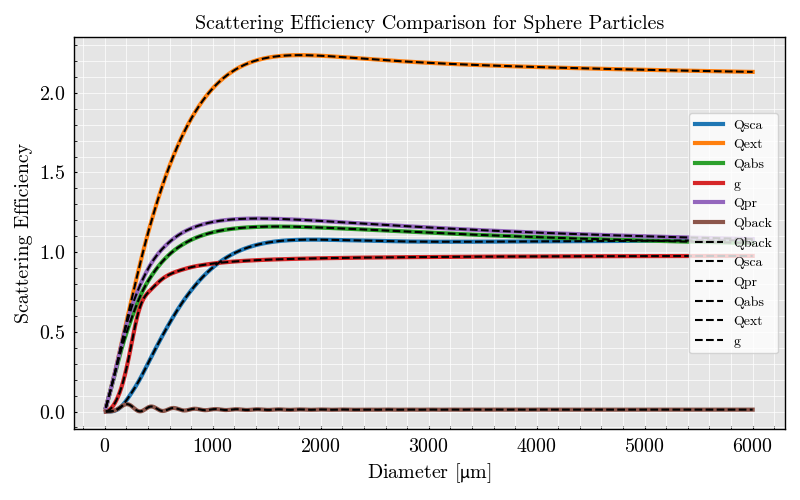 Scattering Efficiency Comparison for Sphere Particles
Scattering Efficiency
2.0
1.5
1.0
0.5
0.0
Qsca
Qext
Qabs
g
Qpr
Qback
Qback
Qsca
Qpr
Qabs
Qext
g
0 1000 2000 3000 4000 5000 6000
Diameter [µm]